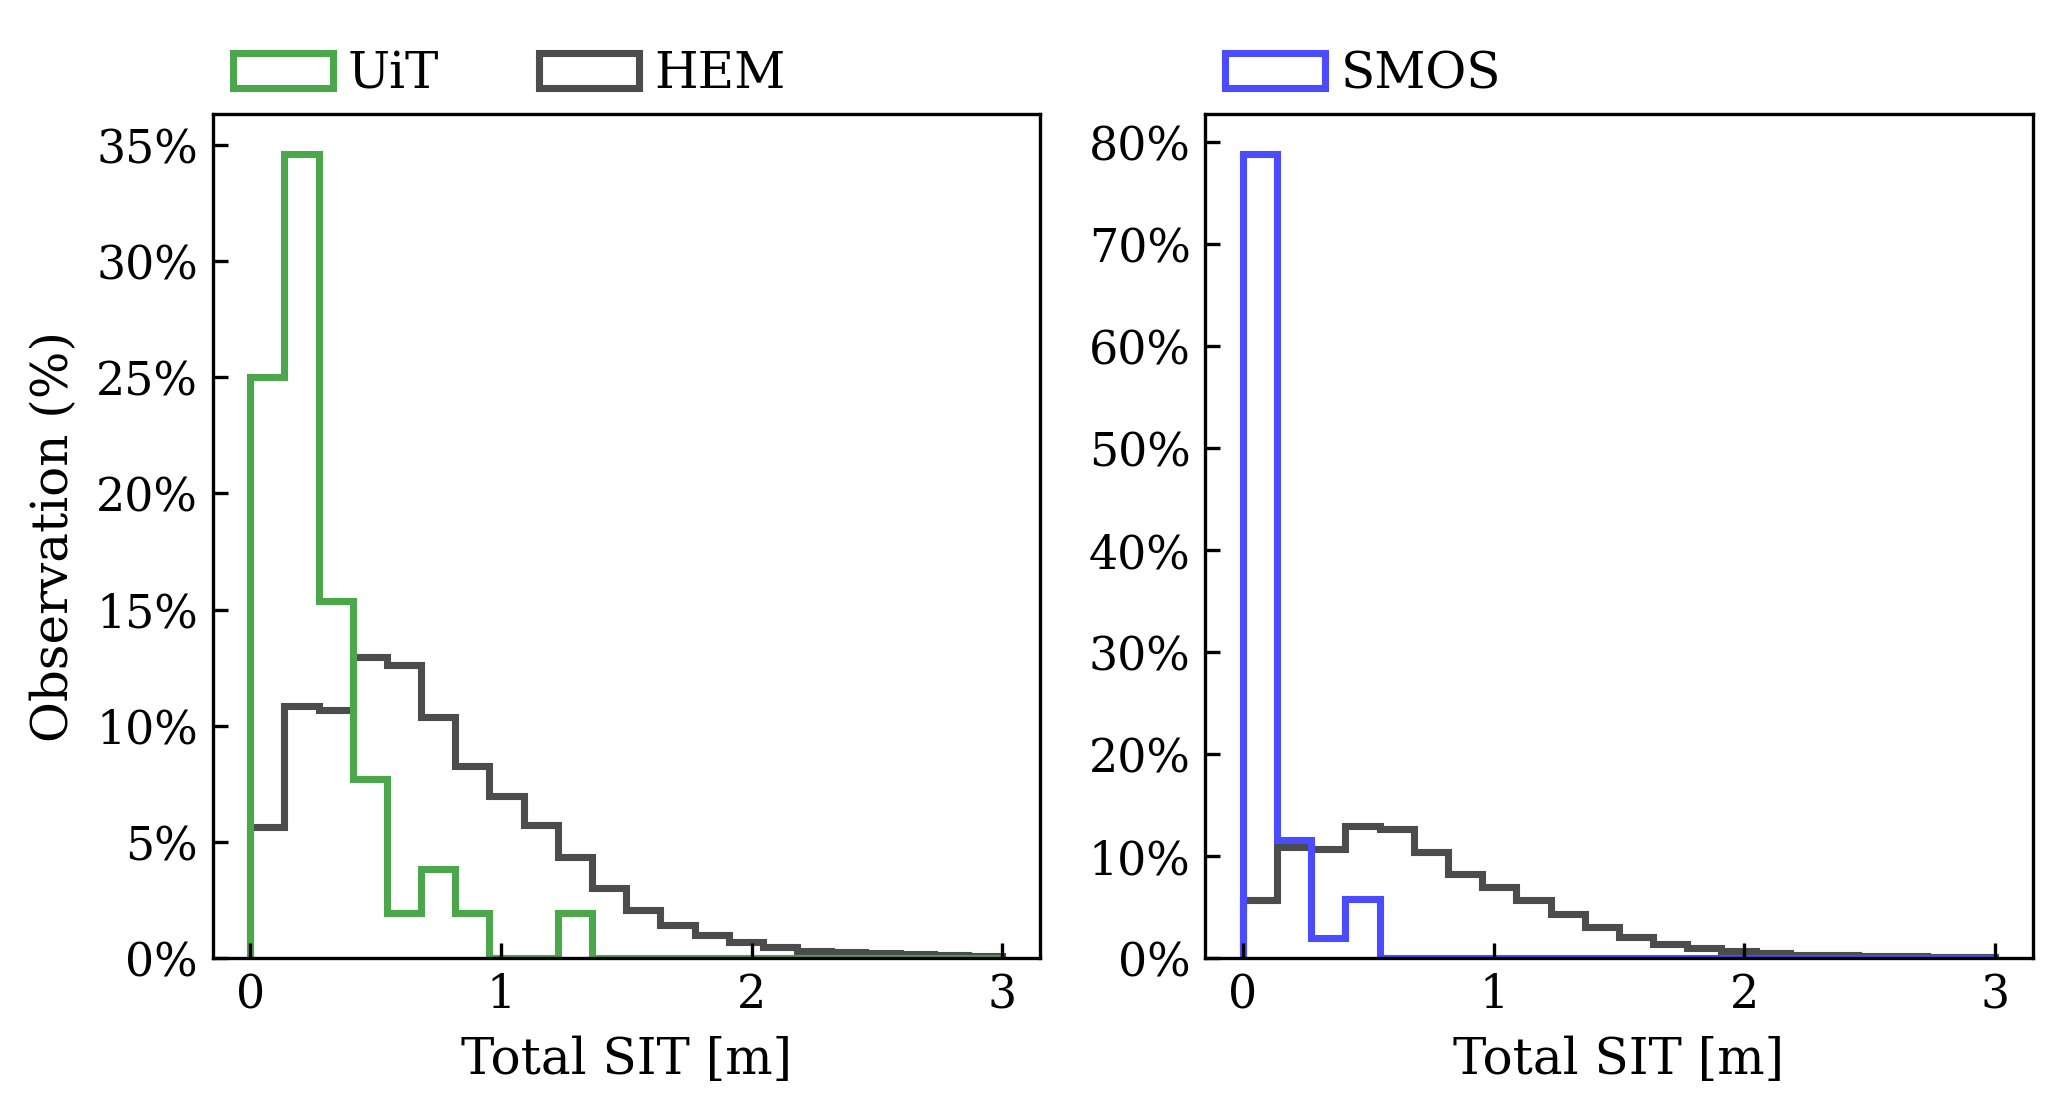 UiT HEM SMOS
35%
30%
25%
20%
15%
10%
5%
0%
Observation (%)
0 1 2 3
Total SIT [m]
80%
70%
60%
50%
40%
30%
20%
10%
0%
0 1 2 3
Total SIT [m]